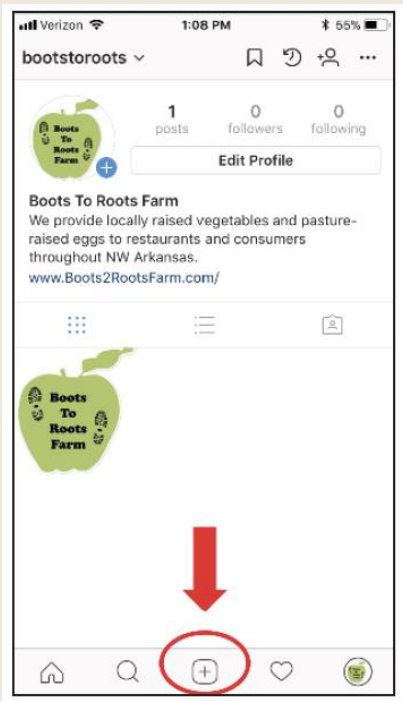 Verizon 1:08 PM 55%
bootstoroots
1 0 0
posts followers following
Edit Profile
Boots
To
Roots
Farm
Boots To Roots Farm
We provide locally raised vegetables and pasture-
raised eggs to restaurants and consumers
throughout NW Arkansas.
www.Boots2RootsFarm.com/
Boots
To
Roots
Farm